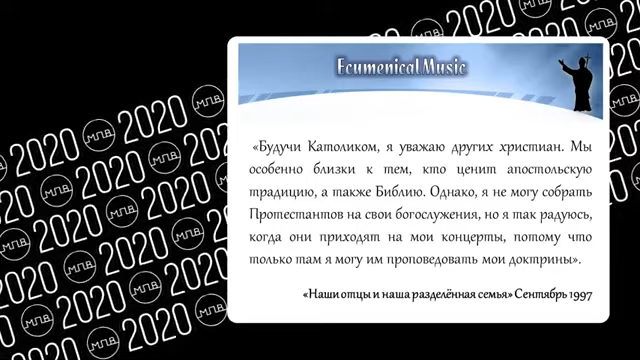 Ecumenical Music
«Будучи Католиком, я уважаю других христиан. Мы
особенно близки к тем, кто ценит апостольскую
традицию, а также Библию. Однако, я не могу собрать
Протестантов на свои богослужения, но я так радуюсь,
когда они приходят на мои концерты, потому что
только там я могу им проповедовать мои доктрины».
«Наши отцы и наша разделённая семья» Сентябрь 1997
2020 М.П.В. 2020 М.П.В. 2020
2020 М.П.В. 2020 М.П.В.
2020 М.П.В. 2020
2020 М.П.В. 2020
2020 М.П.В. 2020